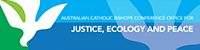 AUSTRALIAN CATHOLIC BISHOPS CONFERENCE OFFICE FOR
JUSTICE, ECOLOGY AND PEACE